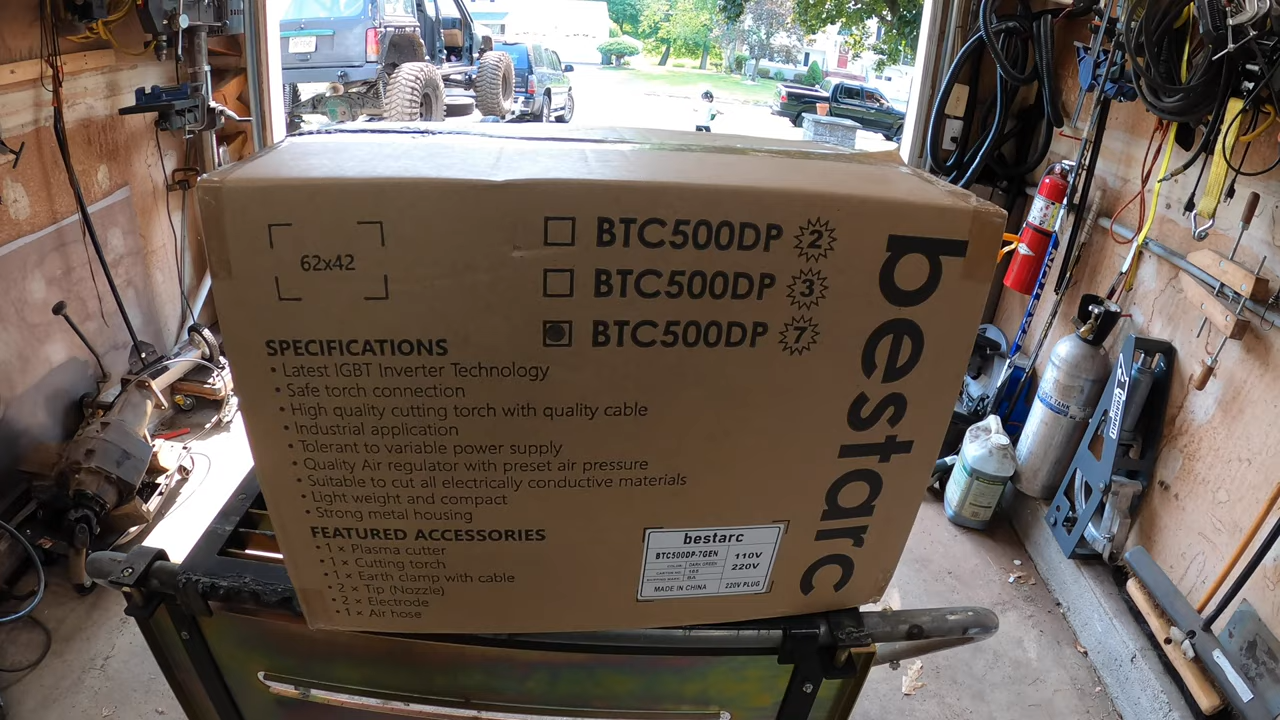 62x42
BTC500DP 2
BTC500DP 3
BTC500DP 7
bestarc
SPECIFICATIONS
• Latest IGBT Inverter Technology
• Safe torch connection
• High quality cutting torch with quality cable
• Industrial application
• Tolerant to variable power supply
• Quality Air regulator with preset air pressure
• Suitable to cut all electrically conductive materials
• Light weight and compact
• Strong metal housing
FEATURED ACCESSORIES
• 1 × Plasma cutter
• 1 × Cutting torch
• 1 × Earth clamp with cable
• 2 × Tip (Nozzle)
• 2 × Electrode
• 1 × Air hose
bestarc
BTC500DP-7GEN
110V
220V
COLOR: DARK GREEN
MADE IN CHINA
220V PLUG